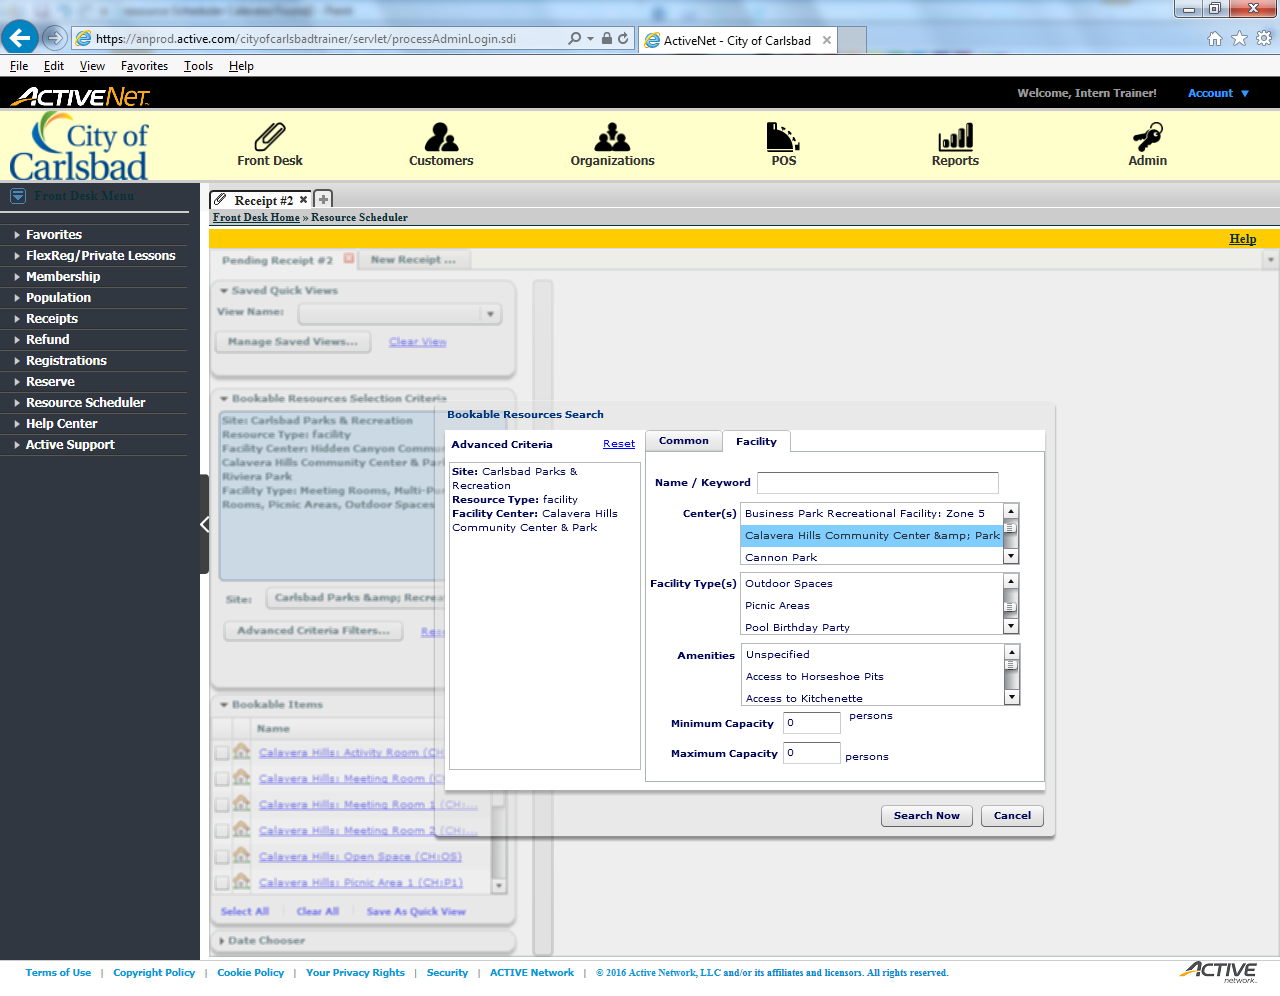 https://anprod.active.com/cityofcarlsbadtrainer/servlet/processAdminLogin.sdi
ActiveNet - City of Carlsbad
File Edit View Favorites Tools Help
ACTIVENET
Welcome, Intern Trainer! Account
City of Carlsbad
Front Desk
Customers
Organizations
POS
Reports
Admin
Front Desk Menu
Favorites
FlexReg/Private Lessons
Membership
Population
Receipts
Refund
Registrations
Reserve
Resource Scheduler
Help Center
Active Support
Receipt #2
Front Desk Home » Resource Scheduler
Help
Pending Receipt #2
New Receipt ...
Saved Quick Views
View Name:
Manage Saved Views...
Clear View
Bookable Resources Selection Criteria
Site: Carlsbad Parks & Recreation
Resource Type: facility
Facility Center: Hidden Canyon Commu
Calavera Hills Community Center & Par
Riviera Park
Facility Type: Meeting Rooms, Multi-Pu
Rooms, Picnic Areas, Outdoor Spaces
Site: Carlsbad Parks &amp; Recrea
Advanced Criteria Filters...
Bookable Items
Name
Calavera Hills: Activity Room (CH
Calavera Hills: Meeting Room (C
Calavera Hills: Meeting Room 1 (CH:...
Calavera Hills: Meeting Room 2 (CH:...
Calavera Hills: Open Space (CH:OS)
Calavera Hills: Picnic Area 1 (CH:P1)
Select All
Clear All
Save As Quick View
Date Chooser
Bookable Resources Search
Advanced Criteria
Reset
Site: Carlsbad Parks &
Recreation
Resource Type: facility
Facility Center: Calavera Hills
Community Center & Park
Common
Facility
Name / Keyword
Center(s)
Business Park Recreational Facility: Zone 5
Calavera Hills Community Center &amp; Park
Cannon Park
Facility Type(s)
Outdoor Spaces
Picnic Areas
Pool Birthday Party
Amenities
Unspecified
Access to Horseshoe Pits
Access to Kitchenette
Minimum Capacity 0 persons
Maximum Capacity 0 persons
Search Now
Cancel
Terms of Use | Copyright Policy | Cookie Policy | Your Privacy Rights | Security | ACTIVE Network | © 2016 Active Network, LLC and/or its affiliates and licensors. All rights reserved.
ACTIVE network